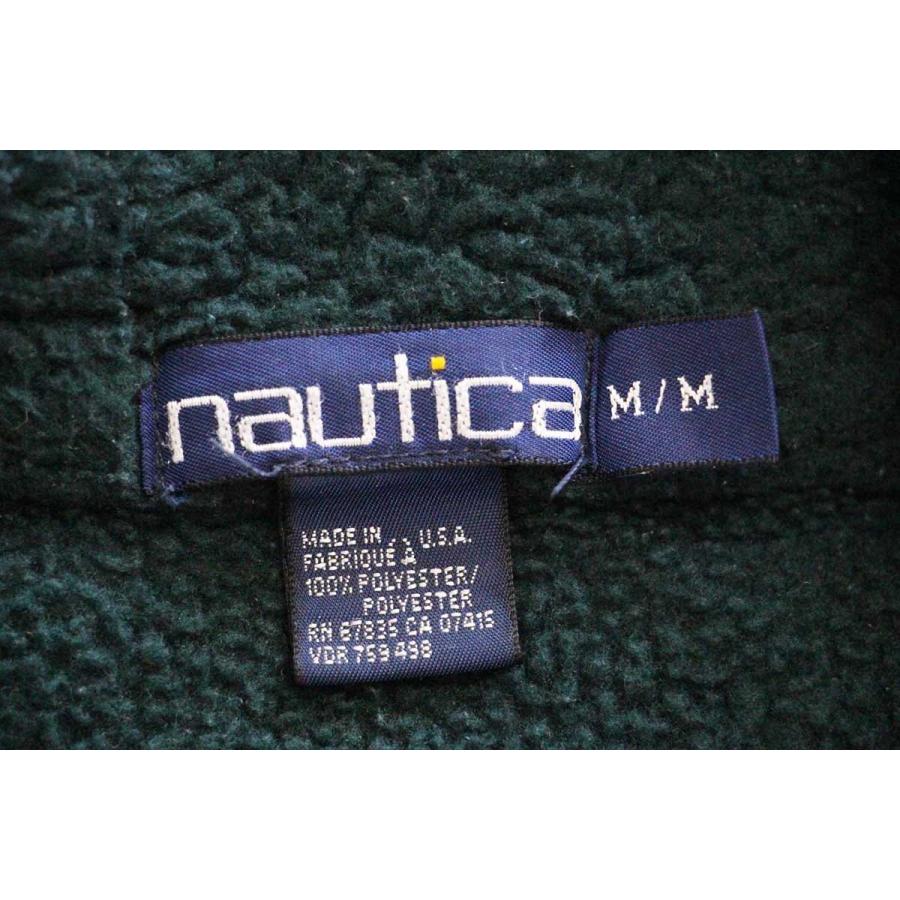 nautica
M / M
MADE IN U.S.A.
FABRIQUÉ À
100% POLYESTER/
POLYESTER
RN 67835 CA 07415
VDR 759 498